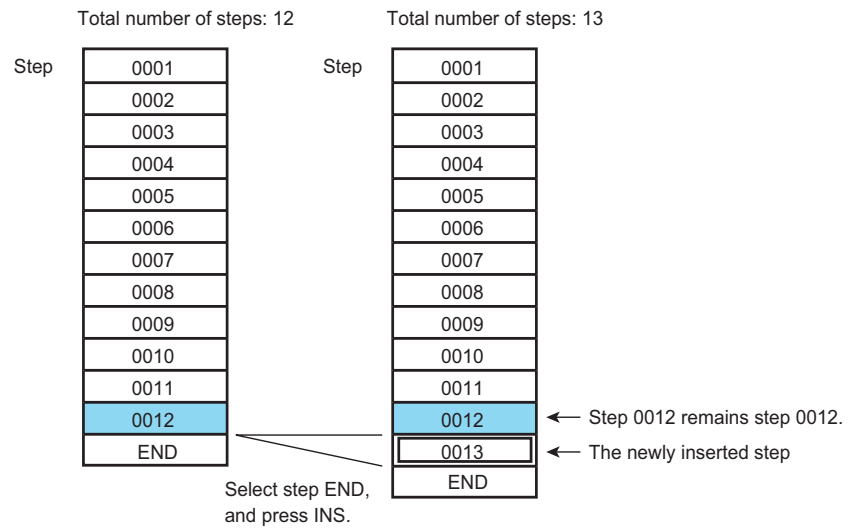 Total number of steps: 12
Total number of steps: 13
Step
0001
0002
0003
0004
0005
0006
0007
0008
0009
0010
0011
0012
END
Select step END,
and press INS.
Step
0001
0002
0003
0004
0005
0006
0007
0008
0009
0010
0011
0012
Step 0012 remains step 0012.
0013
The newly inserted step
END